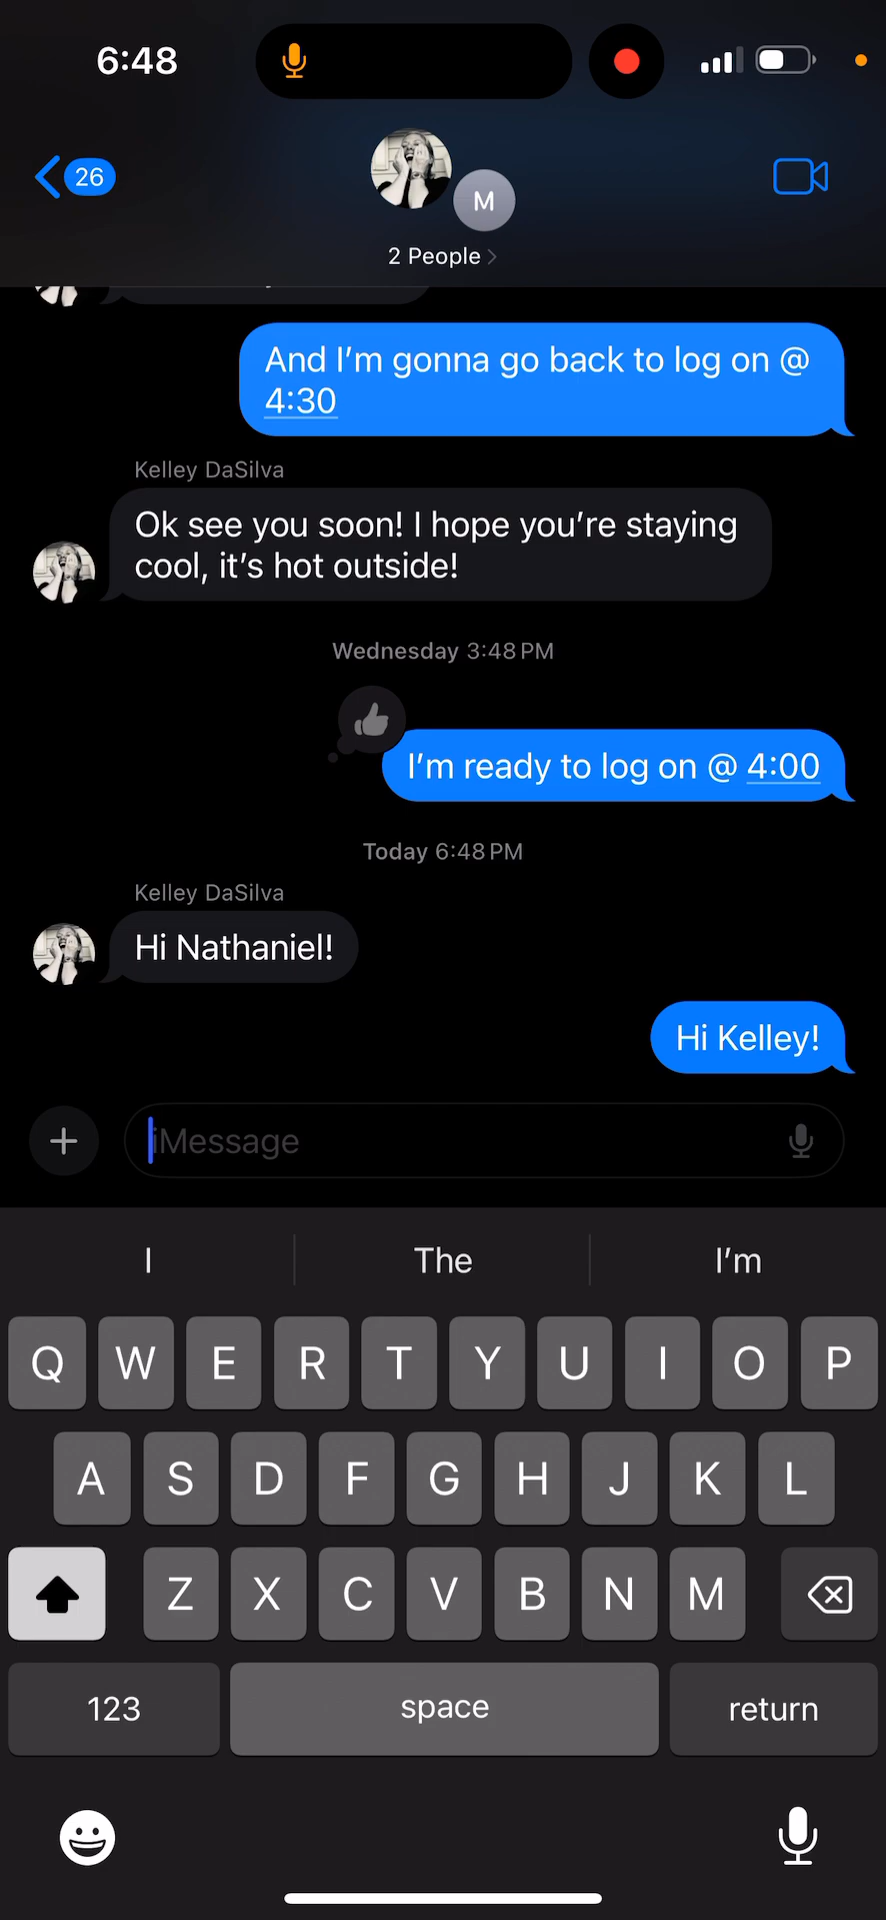 6:48
26
M
2 People
And I’m gonna go back to log on @
4:30
Kelley DaSilva
Ok see you soon! I hope you’re staying
cool, it’s hot outside!
Wednesday 3:48 PM
I’m ready to log on @ 4:00
Today 6:48 PM
Kelley DaSilva
Hi Nathaniel!
Hi Kelley!
iMessage
I The I’m
Q W E R T Y U I O P
A S D F G H J K L
Z X C V B N M
123 space return